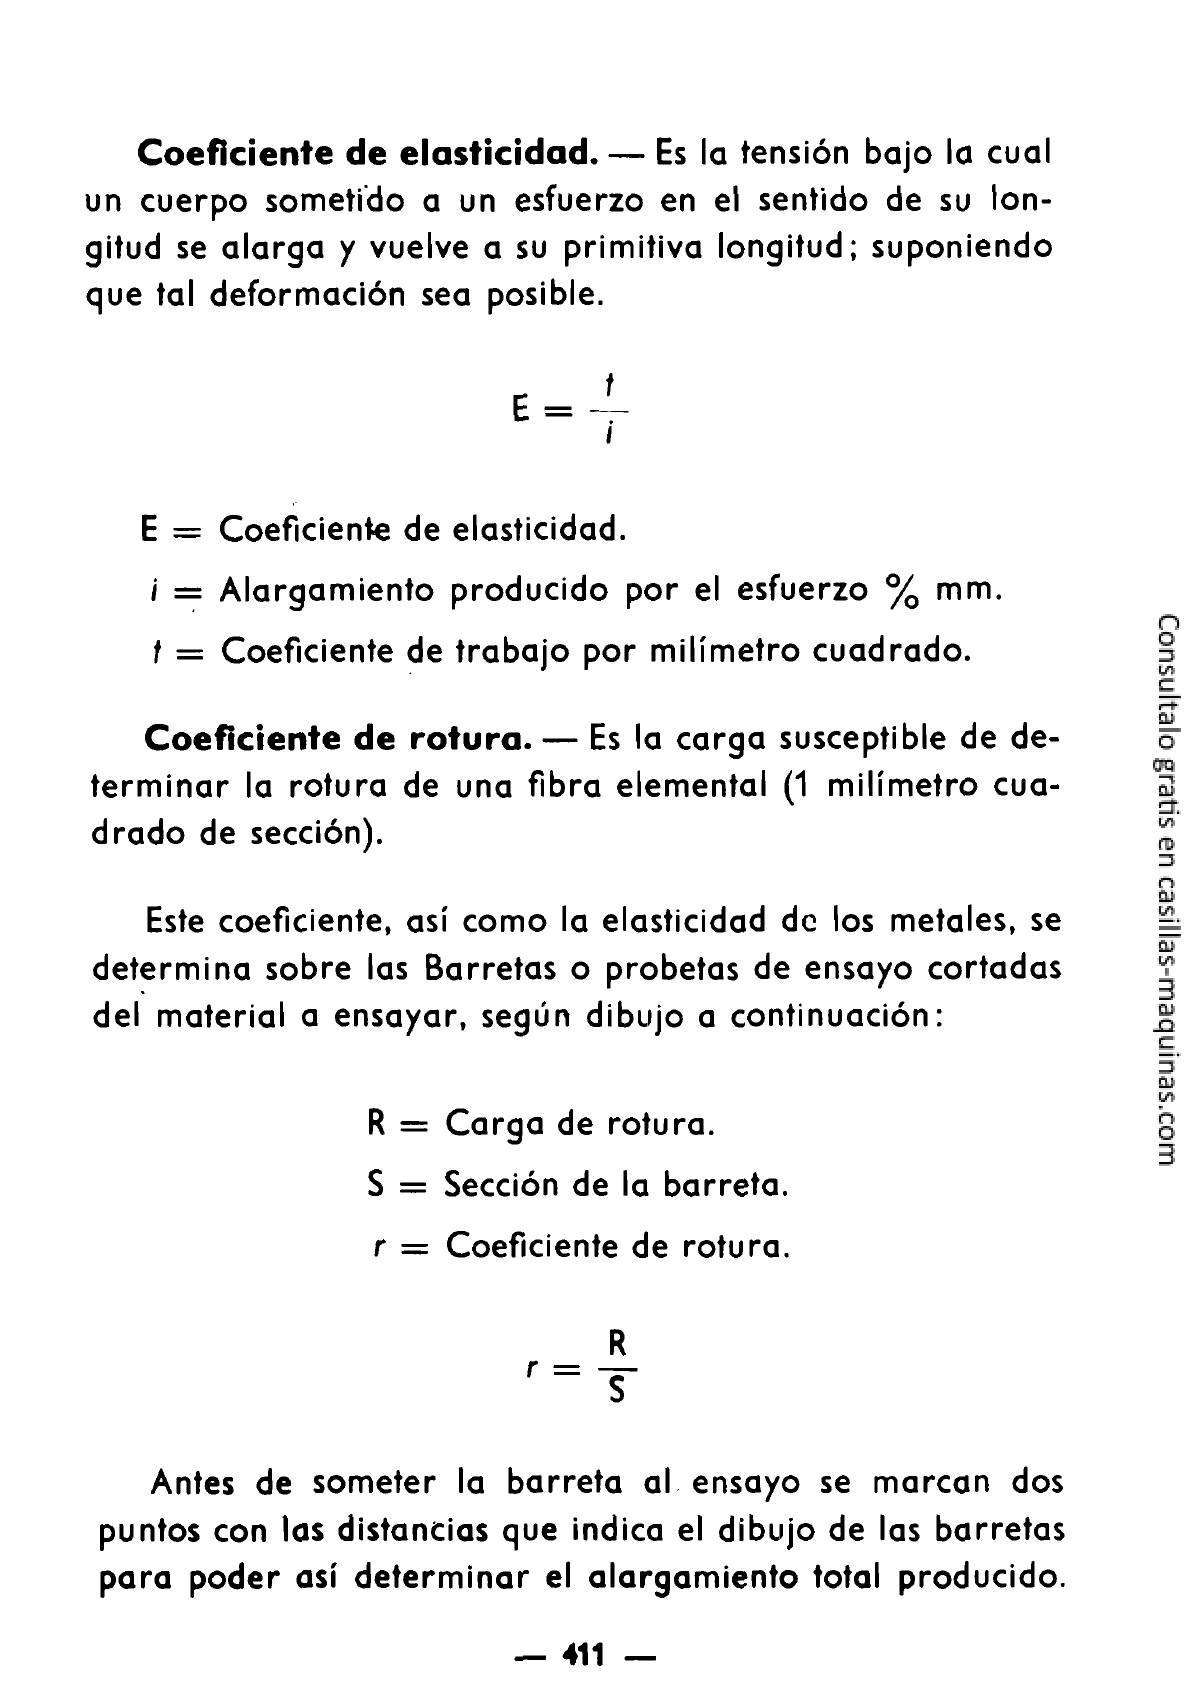 Coeficiente de elasticidad. — Es la tensión bajo la cual
un cuerpo sometido a un esfuerzo en el sentido de su lon-
gitud se alarga y vuelve a su primitiva longitud; suponiendo
que tal deformación sea posible.
E = t/i
E = Coeficiente de elasticidad.
i = Alargamiento producido por el esfuerzo % mm.
t = Coeficiente de trabajo por milímetro cuadrado.
Coeficiente de rotura. — Es la carga susceptible de de-
terminar la rotura de una fibra elemental (1 milímetro cua-
drado de sección).
Este coeficiente, así como la elasticidad de los metales, se
determina sobre las Barretas o probetas de ensayo cortadas
del material a ensayar, según dibujo a continuación:
R = Carga de rotura.
S = Sección de la barreta.
r = Coeficiente de rotura.
r = R/S
Antes de someter la barreta al ensayo se marcan dos
puntos con las distancias que indica el dibujo de las barretas
para poder así determinar el alargamiento total producido.
— 411 —
Consultalo gratis en casillas-maquinas.com